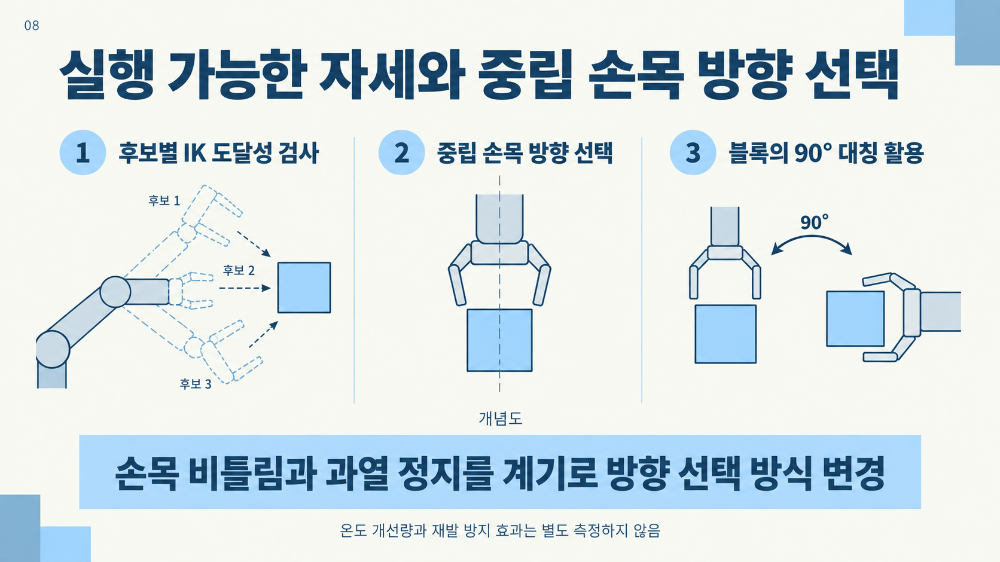 08
실행 가능한 자세와 중립 손목 방향 선택
1 후보별 IK 도달성 검사
후보 1
후보 2
후보 3
2 중립 손목 방향 선택
3 블록의 90° 대칭 활용
90°
개념도
손목 비틀림과 과열 정지를 계기로 방향 선택 방식 변경
온도 개선량과 재발 방지 효과는 별도 측정하지 않음